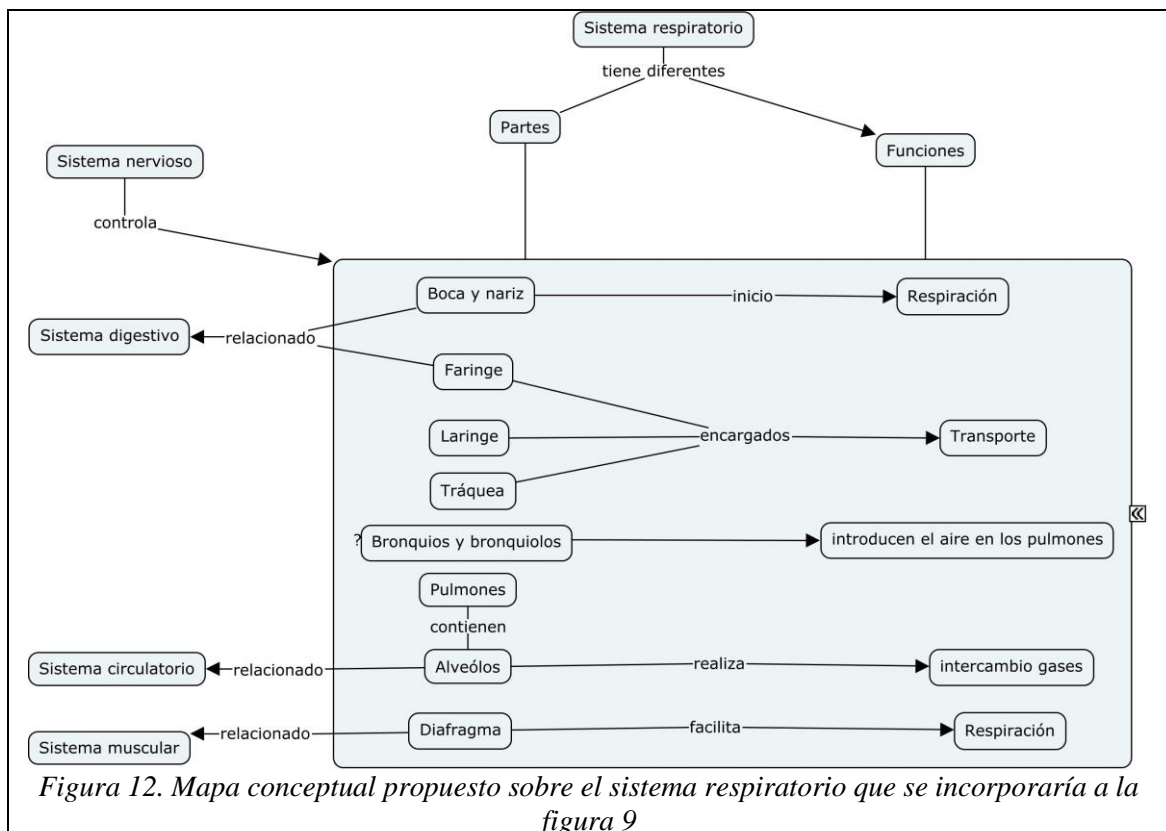 Sistema respiratorio
tiene diferentes
Partes
Funciones
Sistema nervioso
controla
Boca y nariz
inicio
Respiración
Sistema digestivo
relacionado
Faringe
Laringe
encargados
Transporte
Tráquea
? Bronquios y bronquiolos
introducen el aire en los pulmones
Pulmones
contienen
Sistema circulatorio
relacionado
Alveólos
realiza
intercambio gases
Sistema muscular
relacionado
Diafragma
facilita
Respiración
Figura 12. Mapa conceptual propuesto sobre el sistema respiratorio que se incorporaría a la
figura 9